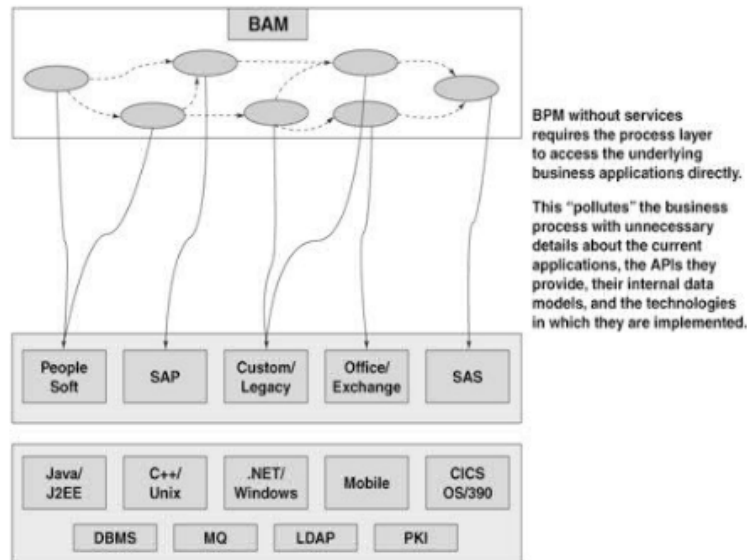 BAM
BPM without services
requires the process layer
to access the underlying
business applications directly.
This “pollutes” the business
process with unnecessary
details about the current
applications, the APIs they
provide, their internal data
models, and the technologies
in which they are implemented.
People
Soft
SAP
Custom/
Legacy
Office/
Exchange
SAS
Java/
J2EE
C++/
Unix
.NET/
Windows
Mobile
CICS
OS/390
DBMS
MQ
LDAP
PKI